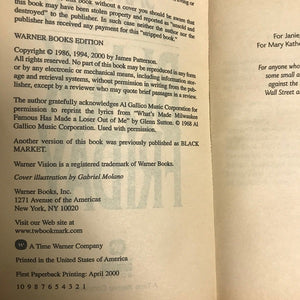 this book may have been stolen property
book without a cover you should be aware that
this book may have been stolen property and reported as "unsold and
destroyed" to the publisher. In such case neither the author nor the
publisher has received any payment for this "stripped book."
WARNER BOOKS EDITION
Copyright © 1986, 1994, 2000 by James Patterson.
All rights reserved. No part of this book may be reproduced in any form
or by any electronic or mechanical means, including information stor-
age and retrieval systems, without permission in writing from the pub-
lisher, except by a reviewer who may quote brief passages in a review.
The author gratefully acknowledges Al Gallico Music Corporation for
permission to reprint the lyrics from "What's Made Milwaukee
Famous Has Made a Loser Out of Me" by Glenn Sutton. © 1968 Al
Gallico Music Corporation. Used with permission.
Another version of this book was previously published as BLACK
MARKET.
Warner Vision is a registered trademark of Warner Books.
Cover illustration by Gabriel Molano
Warner Books, Inc.
1271 Avenue of the Americas
New York, NY 10020
Visit our Web site at
www.twbookmark.com
A Time Warner Company
Printed in the United States of America
First Paperback Printing: April 2000
10 9 8 7 6 5 4 3 2 1
For Janie
For Mary Kath
For anyone who
some small
against the
Wall Street o